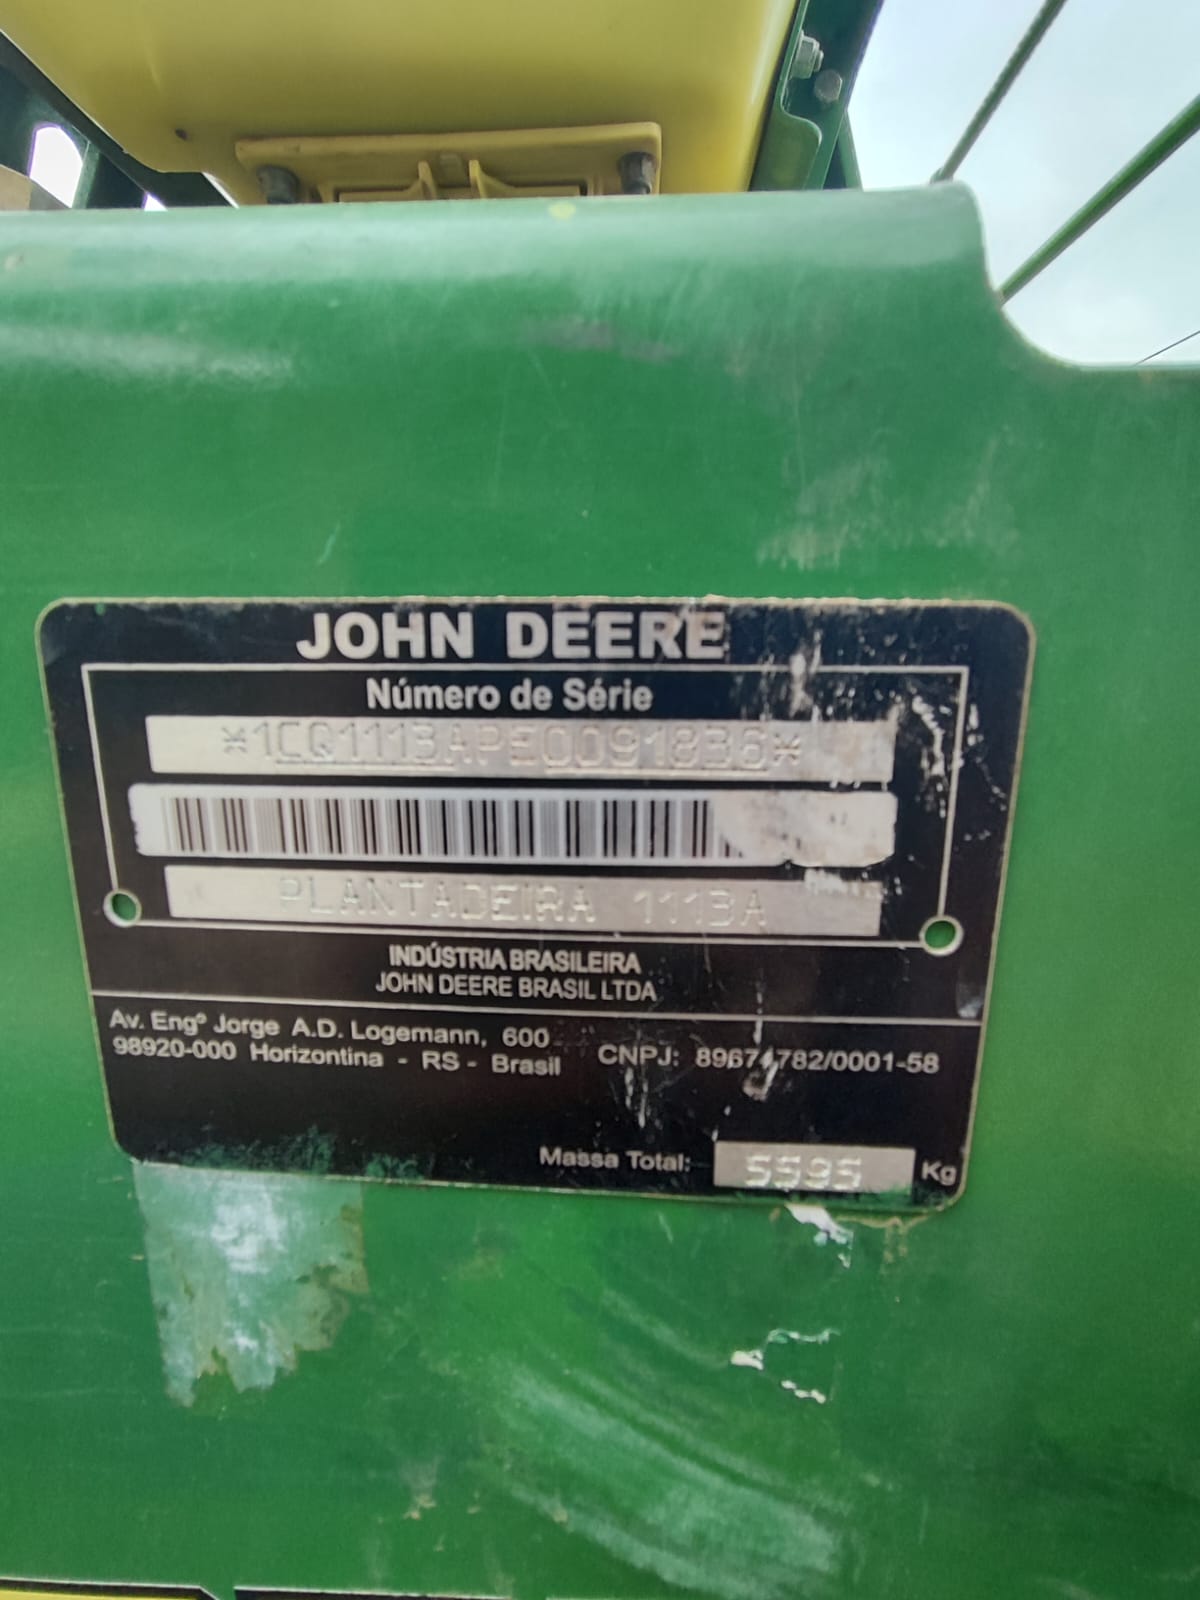 JOHN DEERE
Número de Série
*1CQ1113APE0091836*
PLANTADEIRA 1113A
INDÚSTRIA BRASILEIRA
JOHN DEERE BRASIL LTDA
Av. Engº Jorge A.D. Logemann, 600
98920-000 Horizontina - RS - Brasil
CNPJ: 89674782/0001-58
Massa Total: 5595 Kg